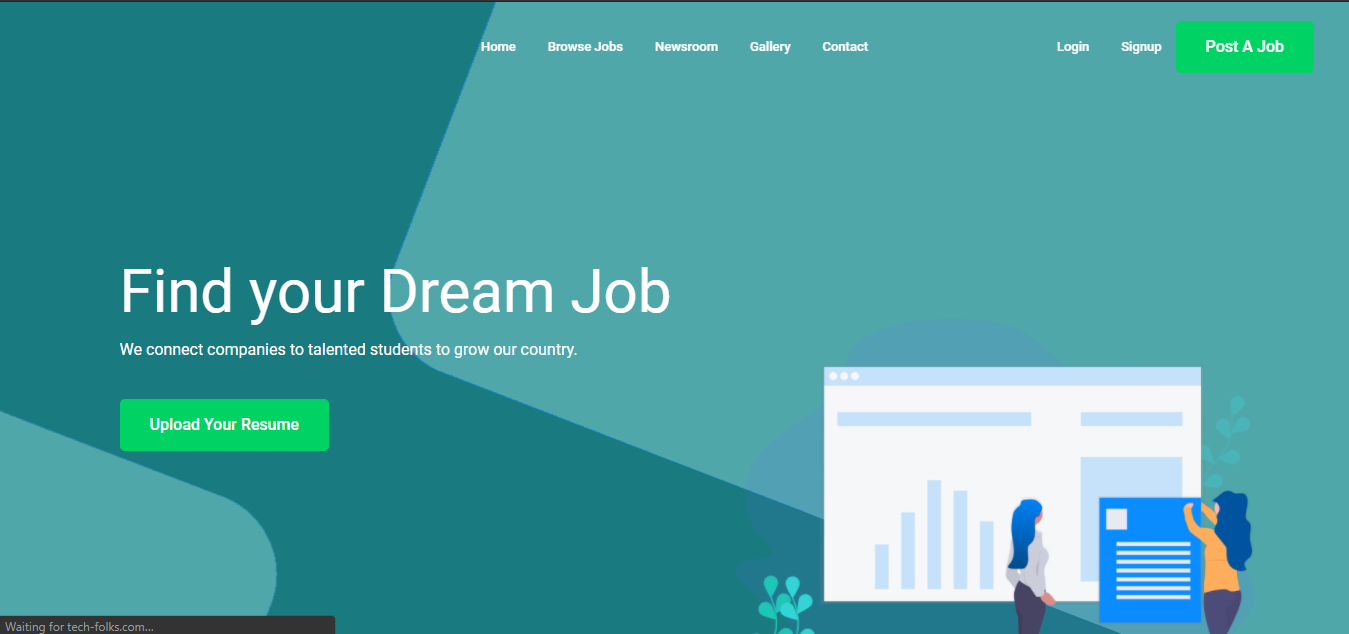 Home Browse Jobs Newsroom Gallery Contact Login Signup Post A Job
Find your Dream Job
We connect companies to talented students to grow our country.
Upload Your Resume
Waiting for tech-folks.com...